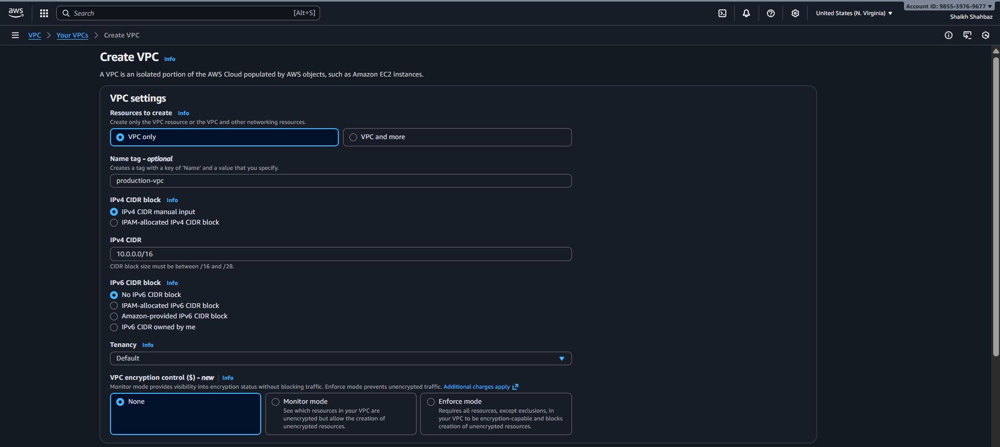 aws
Search [Alt+S]
United States (N. Virginia)
Account ID: 9855-3976-9677
Shaikh Shahbaz
VPC
Your VPCs
Create VPC
Create VPC Info
A VPC is an isolated portion of the AWS Cloud populated by AWS objects, such as Amazon EC2 instances.
VPC settings
Resources to create Info
Create only the VPC resource or the VPC and other networking resources.
VPC only
VPC and more
Name tag - optional
Creates a tag with a key of 'Name' and a value that you specify.
production-vpc
IPv4 CIDR block Info
IPv4 CIDR manual input
IPAM-allocated IPv4 CIDR block
IPv4 CIDR
10.0.0.0/16
CIDR block size must be between /16 and /28.
IPv6 CIDR block Info
No IPv6 CIDR block
IPAM-allocated IPv6 CIDR block
Amazon-provided IPv6 CIDR block
IPv6 CIDR owned by me
Tenancy Info
Default
VPC encryption control ($) - new Info
Monitor mode provides visibility into encryption status without blocking traffic. Enforce mode prevents unencrypted traffic. Additional charges apply
None
Monitor mode
See which resources in your VPC are
unencrypted but allow the creation of
unencrypted resources.
Enforce mode
Requires all resources, except exclusions, in
your VPC to be encryption-capable and blocks
creation of unencrypted resources.